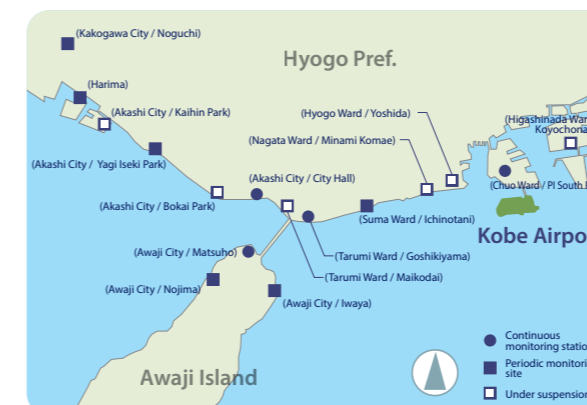 (Kakogawa City / Noguchi)
Hyogo Pref.
(Harima)
(Akashi City / Kaihin Park)
(Hyogo Ward / Yoshida)
(Higashinada War
Koyochoria
(Nagata Ward / Minami Komae)
(Akashi City / Yagi Iseki Park)
(Akashi City / City Hall)
(Chuo Ward / PI South
(Akashi City / Bokai Park)
(Suma Ward / Ichinotani)
Kobe Airpo
(Awaji City / Matsuho)
(Tarumi Ward / Goshikiyama)
(Tarumi Ward / Maikodai)
(Awaji City / Nojima)
(Awaji City / Iwaya)
Continuous
monitoring statio
Periodic monitori
site
Awaji Island
Under suspension